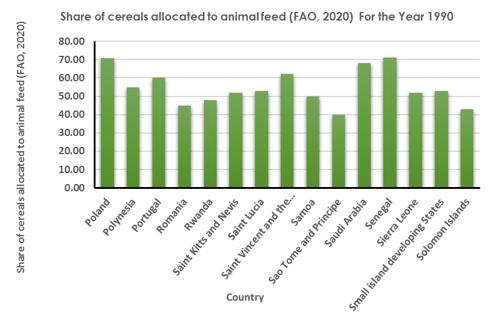 Share of cereals allocated to animal feed (FAO, 2020) For the Year 1990
Share of cereals allocated to animal feed (FAO, 2020)
80.00
70.00
60.00
50.00
40.00
30.00
20.00
10.00
0.00
Poland
Polynesia
Portugal
Romania
Rwanda
Saint Kitts and Nevis
Saint Lucia
Saint Vincent and the...
Samoa
Sao Tome and Principe
Saudi Arabia
Senegal
Sierra Leone
Small island developing States
Solomon Islands
Country